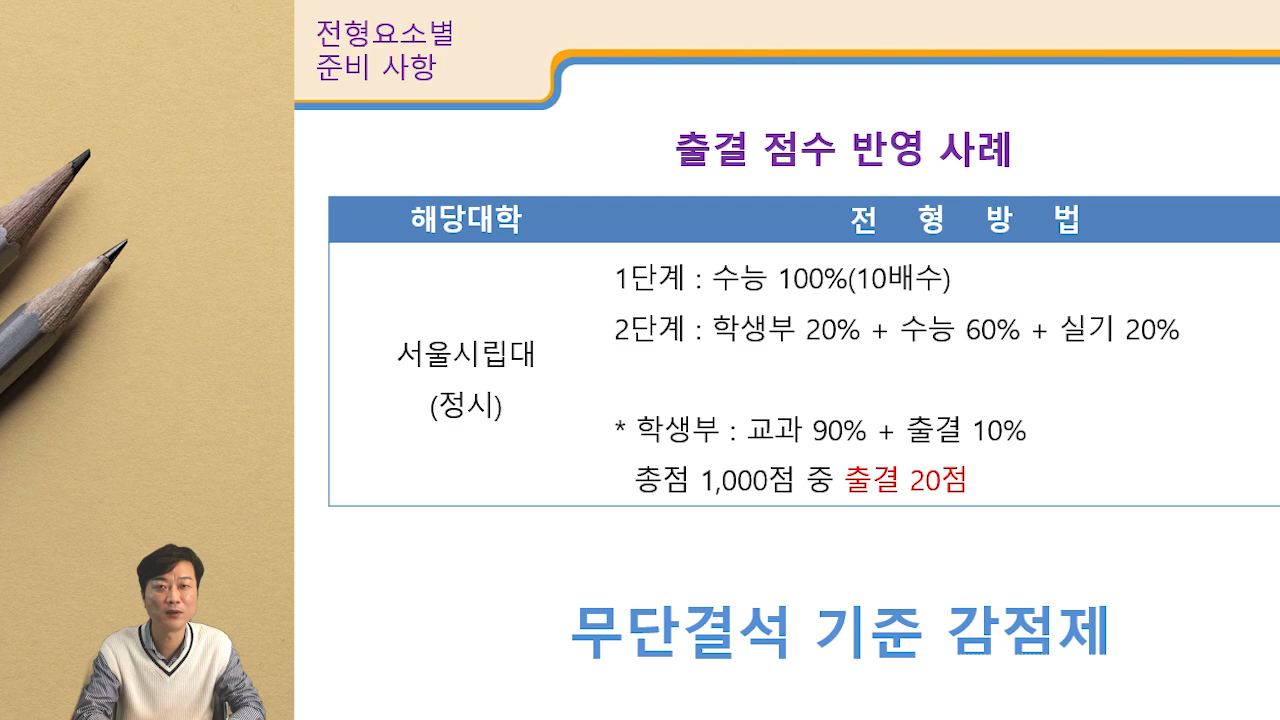 전형요소별
준비 사항
출결 점수 반영 사례
해당대학
전 형 방 법
서울시립대
(정시)
1단계 : 수능 100%(10배수)
2단계 : 학생부 20% + 수능 60% + 실기 20%
* 학생부 : 교과 90% + 출결 10%
총점 1,000점 중 출결 20점
무단결석 기준 감점제